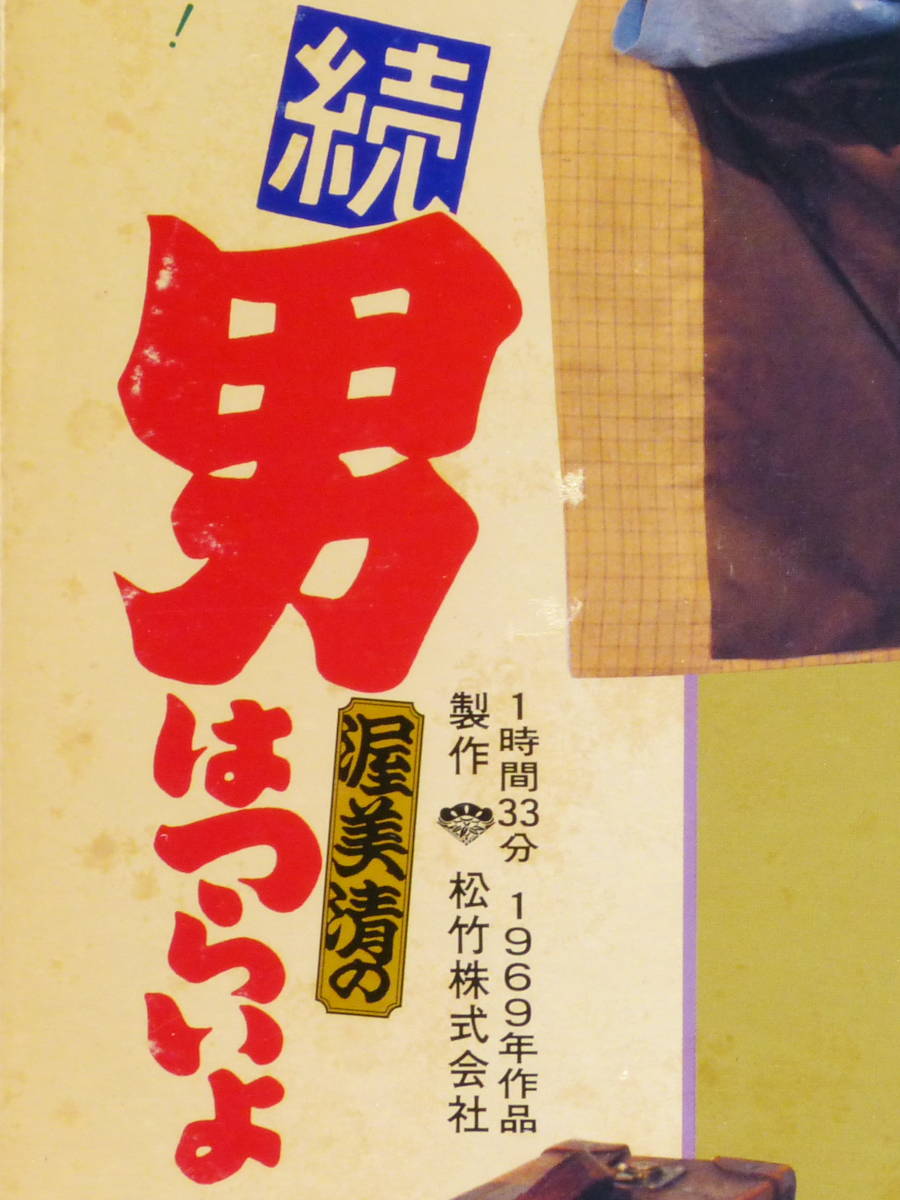 !
続
男はつらいよ
渥美清の
1時間33分 1969年作品
製作 松竹株式会社